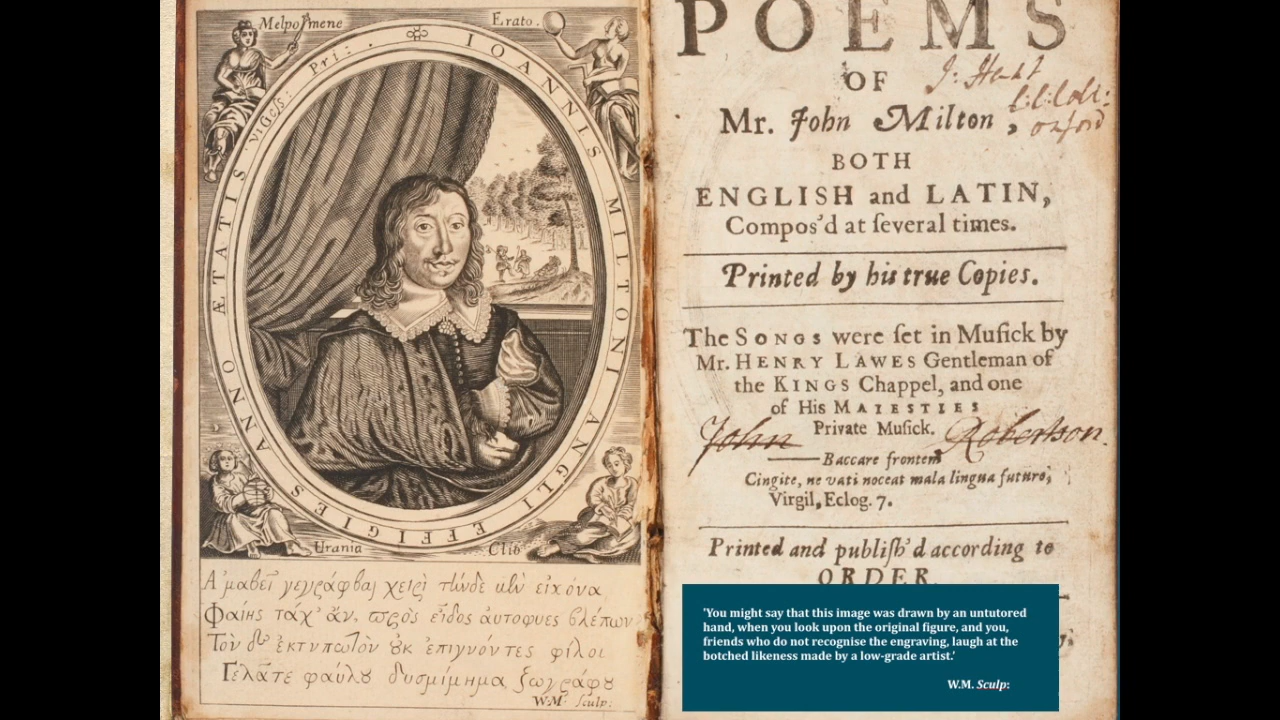 Melpomene
Erato.
IOANNIS MILTONI ANGLI EFFIGIES ANNO ÆTATIS viGeſs: Pri:.
Urania
Clio
Ἀμαθεῖ γεγράφθαι χειρὶ τήνδε μὲν εἰκόνα
Φαίης τάχ' ἄν, πρὸς εἶδος αὐτοφυὲς βλέπων
Τὸν δ' ἐκτυπωτὸν οὐκ ἐπιγνόντες φίλοι
Γελᾶτε φαύλου δυσμίμημα ζωγράφου
W.M. Sculp:
POEMS
OF
J: Hunt
Mr. John Milton,
oxford
BOTH
ENGLISH and LATIN,
Compos'd at ſeveral times.
Printed by his true Copies.
The SONGS were ſet in Muſick by
Mr. HENRY LAWES Gentleman of
the KINGS Chappel, and one
of His MAIESTIES
Private Muſick.
John Robertson.
Baccare frontem
Cingite, ne vati noceat mala lingua futuro;
Virgil, Eclog. 7.
Printed and publiſh'd according to
ORDER.
'You might say that this image was drawn by an untutored
hand, when you look upon the original figure, and you,
friends who do not recognise the engraving, laugh at the
botched likeness made by a low-grade artist.'
W.M. Sculp: